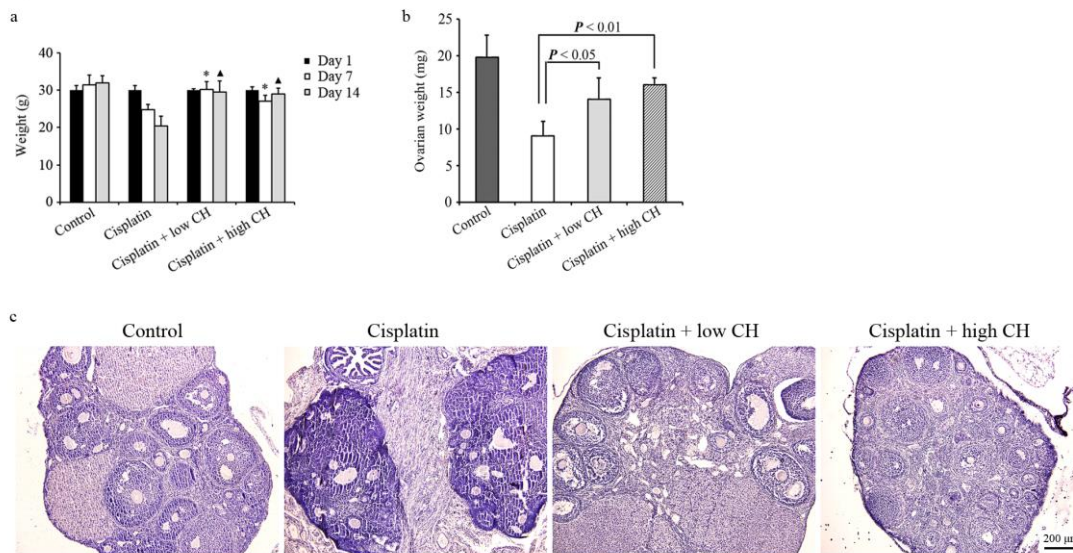 a
Weight (g)
40
30
20
10
0
Control
Cisplatin
Cisplatin + low CH
Cisplatin + high CH
* ▲
* ▲
Day 1
Day 7
Day 14
b
Ovarian weight (mg)
25
20
15
10
5
0
P < 0.01
P < 0.05
Control
Cisplatin
Cisplatin + low CH
Cisplatin + high CH
c
Control
Cisplatin
Cisplatin + low CH
Cisplatin + high CH
200 μm